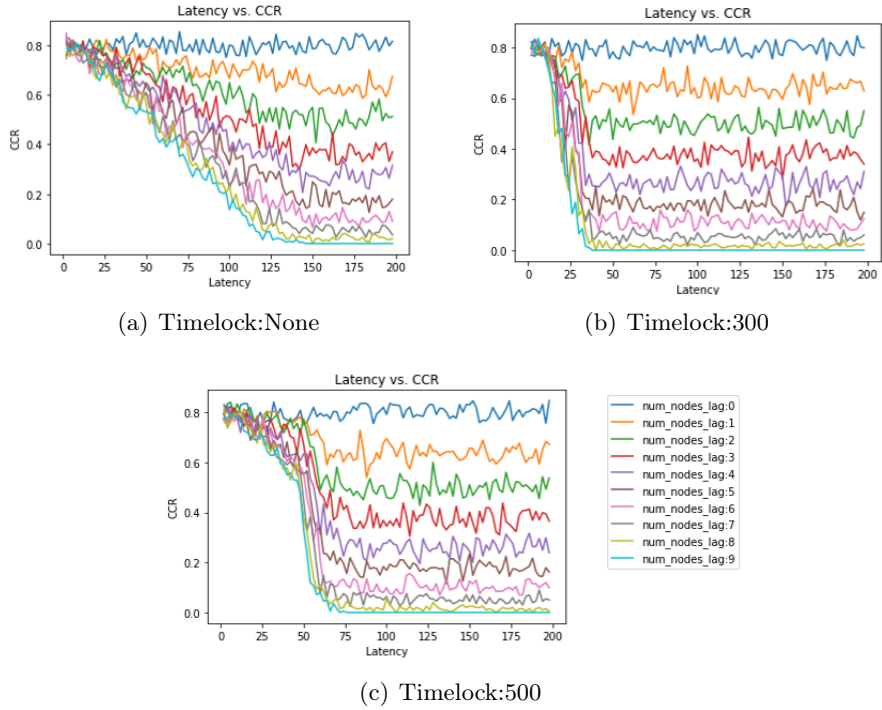 Latency vs. CCR
CCR
0.8
0.6
0.4
0.2
0.0
0 25 50 75 100 125 150 175 200
Latency
(a) Timelock:None
Latency vs. CCR
CCR
0.8
0.6
0.4
0.2
0.0
0 25 50 75 100 125 150 175 200
Latency
(b) Timelock:300
Latency vs. CCR
CCR
0.8
0.6
0.4
0.2
0.0
0 25 50 75 100 125 150 175 200
Latency
num_nodes_lag:0
num_nodes_lag:1
num_nodes_lag:2
num_nodes_lag:3
num_nodes_lag:4
num_nodes_lag:5
num_nodes_lag:6
num_nodes_lag:7
num_nodes_lag:8
num_nodes_lag:9
(c) Timelock:500